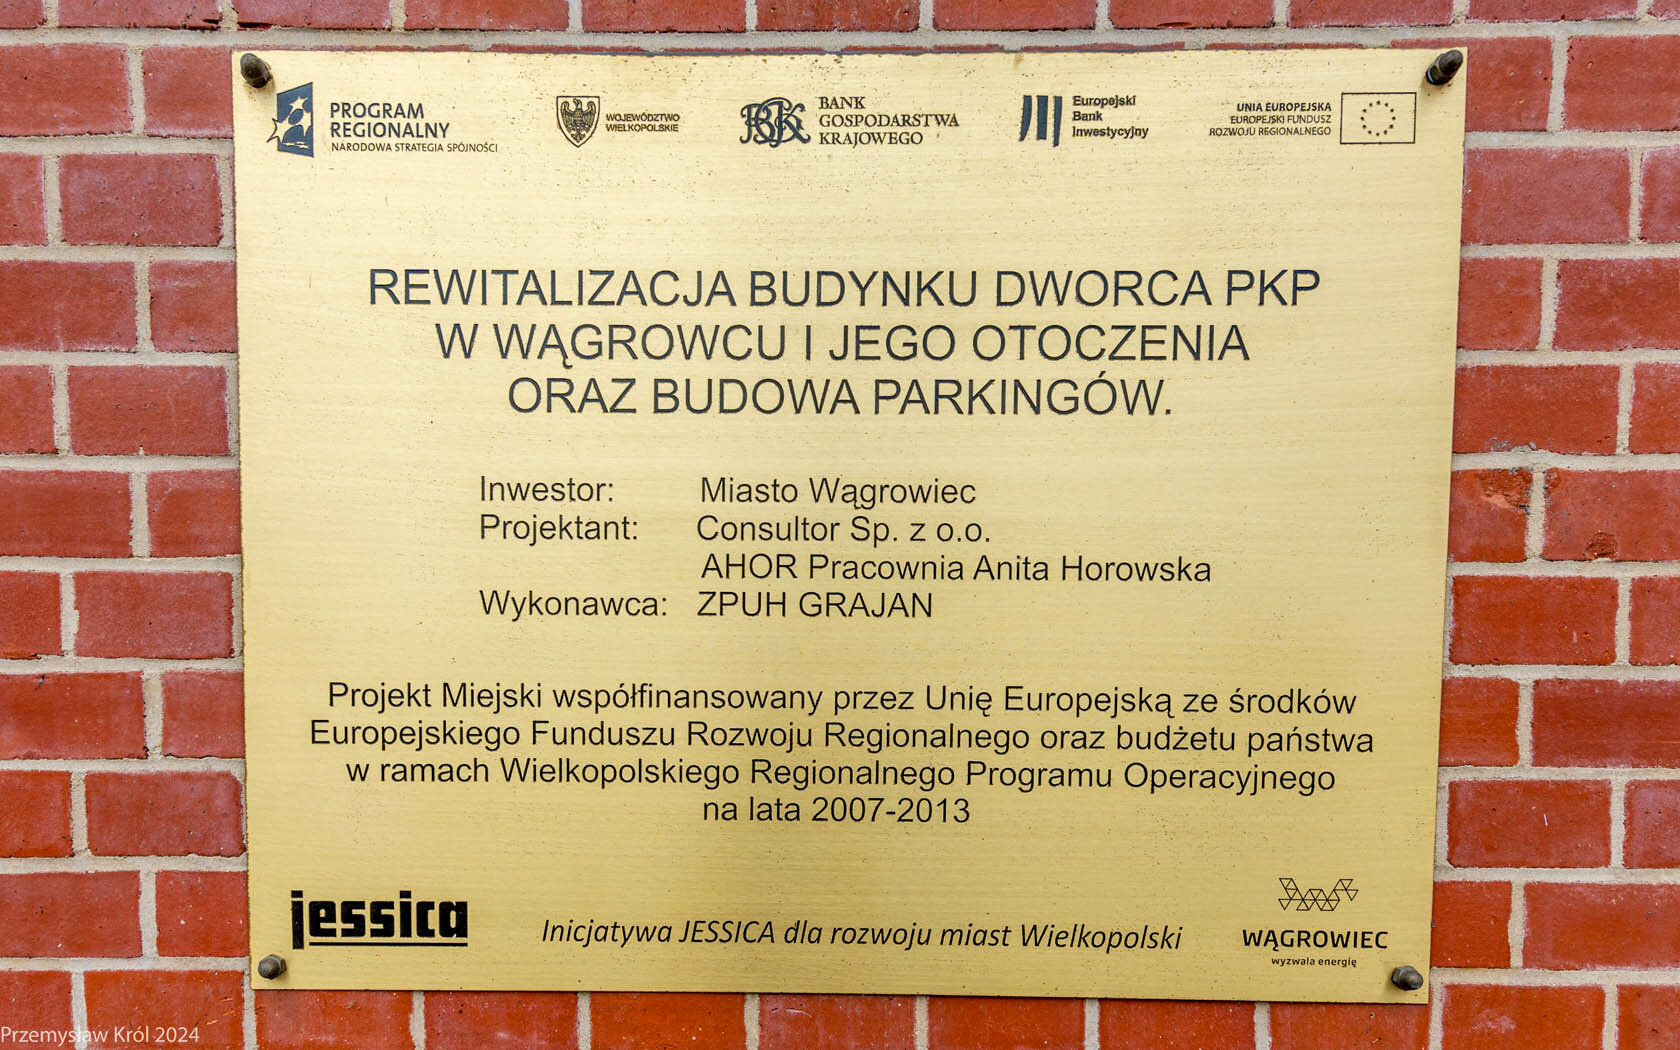 PROGRAM
REGIONALNY
NARODOWA STRATEGIA SPÓJNOŚCI
WOJEWÓDZTWO
WIELKOPOLSKIE
BGK
BANK
GOSPODARSTWA
KRAJOWEGO
Europejski
Bank
Inwestycyjny
UNIA EUROPEJSKA
EUROPEJSKI FUNDUSZ
ROZWOJU REGIONALNEGO
REWITALIZACJA BUDYNKU DWORCA PKP
W WĄGROWCU I JEGO OTOCZENIA
ORAZ BUDOWA PARKINGÓW.
Inwestor: Miasto Wągrowiec
Projektant: Consultor Sp. z o.o.
AHOR Pracownia Anita Horowska
Wykonawca: ZPUH GRAJAN
Projekt Miejski współfinansowany przez Unię Europejską ze środków
Europejskiego Funduszu Rozwoju Regionalnego oraz budżetu państwa
w ramach Wielkopolskiego Regionalnego Programu Operacyjnego
na lata 2007-2013
jessica
Inicjatywa JESSICA dla rozwoju miast Wielkopolski
WĄGROWIEC
wyzwala energię
Przemysław Król 2024